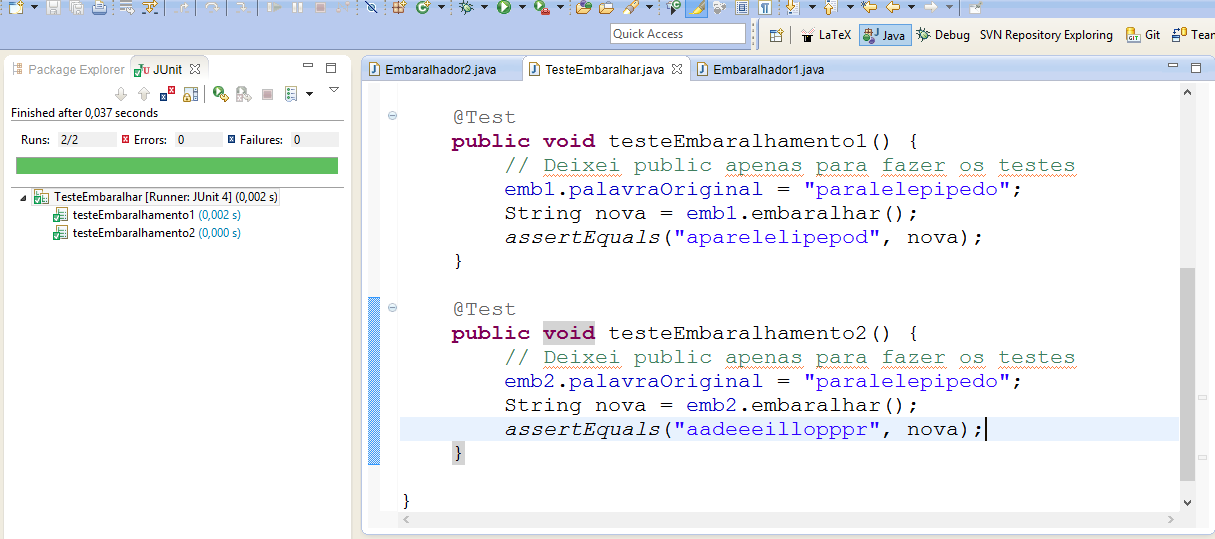 Quick Access
LaTeX
Java
Debug
SVN Repository Exploring
Git
Tear
Package Explorer
JUnit
Finished after 0,037 seconds
Runs: 2/2
Errors: 0
Failures: 0
TesteEmbaralhar [Runner: JUnit 4] (0,002 s)
testeEmbaralhamento1 (0,002 s)
testeEmbaralhamento2 (0,000 s)
Embaralhador2.java
TesteEmbaralhar.java
Embaralhador1.java
@Test
public void testeEmbaralhamento1() {
// Deixei public apenas para fazer os testes
emb1.palavraOriginal = "paralelepipedo";
String nova = emb1.embaralhar();
assertEquals("aparelelipepod", nova);
}
@Test
public void testeEmbaralhamento2() {
// Deixei public apenas para fazer os testes
emb2.palavraOriginal = "paralelepipedo";
String nova = emb2.embaralhar();
assertEquals("aadeeeillopppr", nova);
}
}